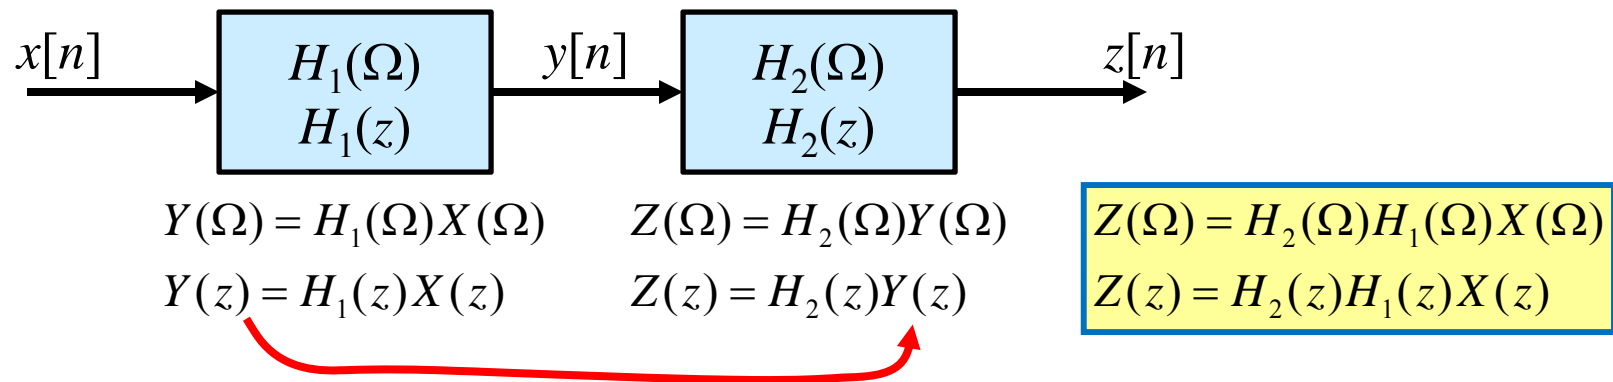 x[n] H₁(Ω) y[n] H₂(Ω) z[n]
H₁(z) H₂(z)
Y(Ω) = H₁(Ω)X(Ω) Z(Ω) = H₂(Ω)Y(Ω) Z(Ω) = H₂(Ω)H₁(Ω)X(Ω)
Y(z) = H₁(z)X(z) Z(z) = H₂(z)Y(z) Z(z) = H₂(z)H₁(z)X(z)